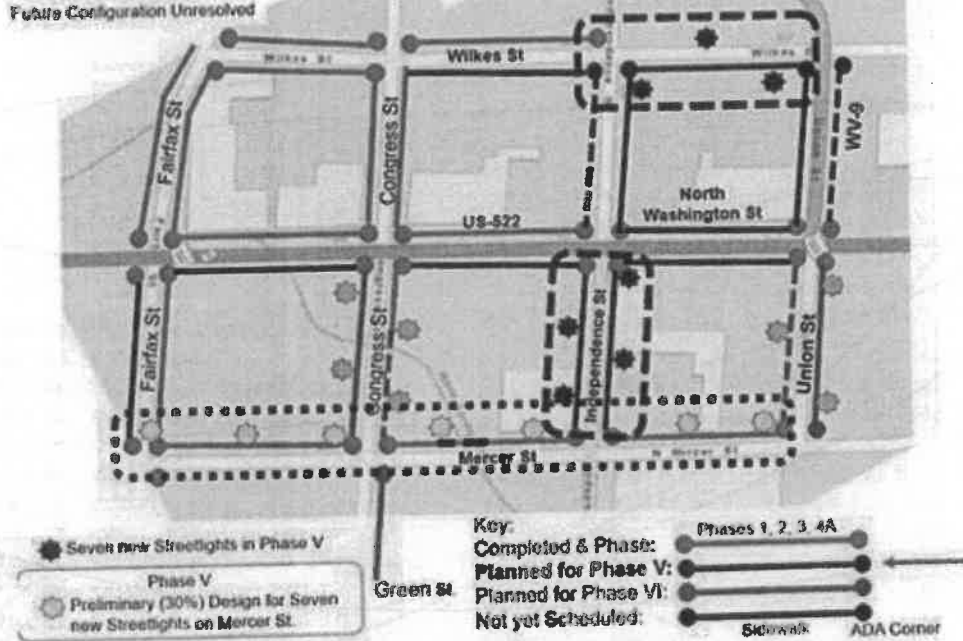 Future Configuration Unresolved
Wilkes St
Wilkes St
Wilkes
Fairfax St
Congress St
WV-9
North
Washington St
US-522
Fairfax St
Congress St
Independence St
Union St
Mercer St
N Mercer St
Green St
Seven new Streetlights in Phase V
Phase V
Preliminary (30%) Design for Seven
new Streetlights on Mercer St.
Key:
Completed & Phase:
Phases 1, 2, 3, 4A
Planned for Phase V:
Planned for Phase VI:
Not yet Scheduled:
Sidewalk
ADA Corner